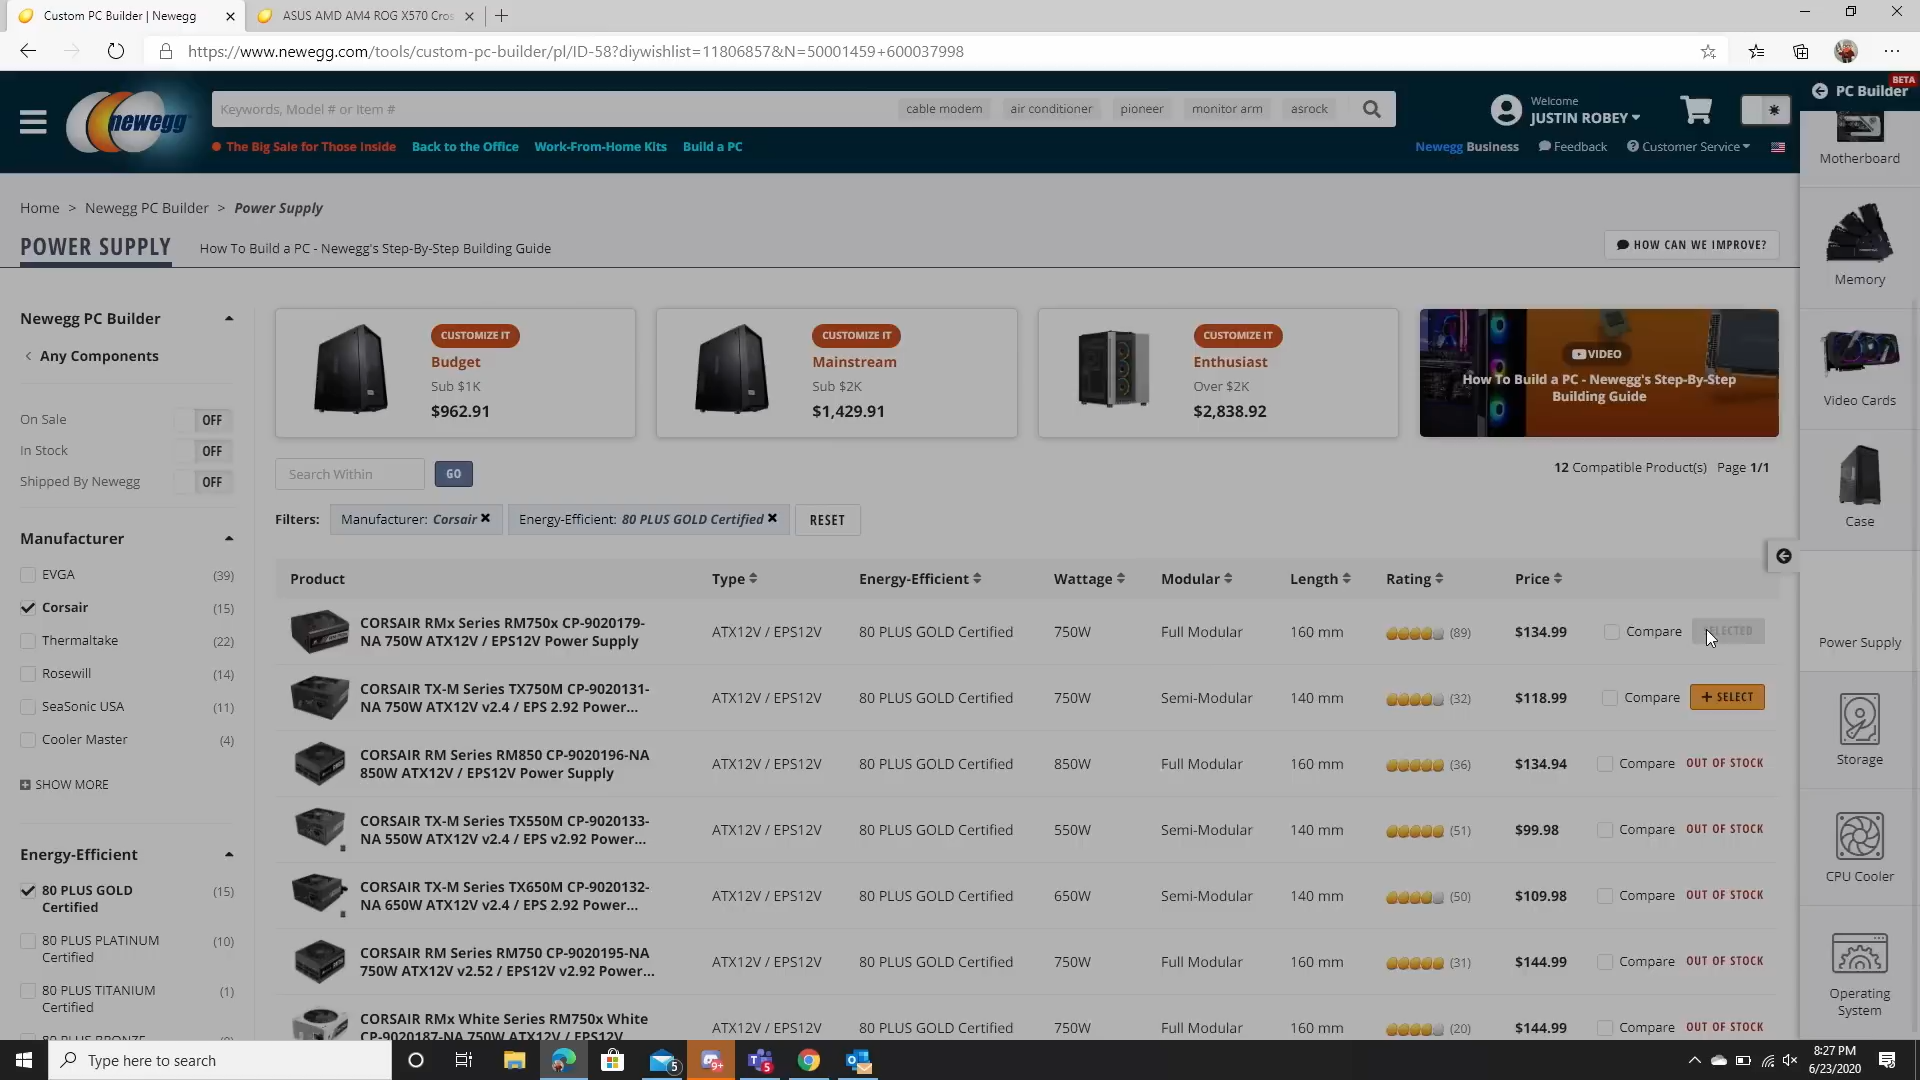 Custom PC Builder | Newegg
ASUS AMD AM4 ROG X570 Cros
https://www.newegg.com/tools/custom-pc-builder/pl/ID-58?diywishlist=11806857&N=50001459+600037998
BETA
newegg
Keywords, Model # or Item #
cable modem
air conditioner
pioneer
monitor arm
asrock
Welcome
JUSTIN ROBEY
PC Builder
The Big Sale for Those Inside
Back to the Office
Work-From-Home Kits
Build a PC
Newegg Business
Feedback
Customer Service
Motherboard
Memory
Video Cards
Case
Power Supply
Storage
CPU Cooler
Operating
System
Home > Newegg PC Builder > Power Supply
POWER SUPPLY
How To Build a PC - Newegg's Step-By-Step Building Guide
HOW CAN WE IMPROVE?
Newegg PC Builder
< Any Components
On Sale OFF
In Stock OFF
Shipped By Newegg OFF
Manufacturer
EVGA (39)
Corsair (15)
Thermaltake (22)
Rosewill (14)
SeaSonic USA (11)
Cooler Master (4)
SHOW MORE
Energy-Efficient
80 PLUS GOLD (15)
Certified
80 PLUS PLATINUM (10)
Certified
80 PLUS TITANIUM (1)
Certified
80 PLUS BRONZE
CUSTOMIZE IT
Budget
Sub $1K
$962.91
CUSTOMIZE IT
Mainstream
Sub $2K
$1,429.91
CUSTOMIZE IT
Enthusiast
Over $2K
$2,838.92
VIDEO
How To Build a PC - Newegg's Step-By-Step
Building Guide
Search Within
GO
12 Compatible Product(s) Page 1/1
Filters: Manufacturer: Corsair Energy-Efficient: 80 PLUS GOLD Certified RESET
Product Type Energy-Efficient Wattage Modular Length Rating Price
CORSAIR RMx Series RM750x CP-9020179-
NA 750W ATX12V / EPS12V Power Supply
ATX12V / EPS12V 80 PLUS GOLD Certified 750W Full Modular 160 mm (89) $134.99 Compare
CORSAIR TX-M Series TX750M CP-9020131-
NA 750W ATX12V v2.4 / EPS 2.92 Power...
ATX12V / EPS12V 80 PLUS GOLD Certified 750W Semi-Modular 140 mm (32) $118.99 Compare + SELECT
CORSAIR RM Series RM850 CP-9020196-NA
850W ATX12V / EPS12V Power Supply
ATX12V / EPS12V 80 PLUS GOLD Certified 850W Full Modular 160 mm (36) $134.94 Compare OUT OF STOCK
CORSAIR TX-M Series TX550M CP-9020133-
NA 550W ATX12V v2.4 / EPS v2.92 Power...
ATX12V / EPS12V 80 PLUS GOLD Certified 550W Semi-Modular 140 mm (51) $99.98 Compare OUT OF STOCK
CORSAIR TX-M Series TX650M CP-9020132-
NA 650W ATX12V v2.4 / EPS 2.92 Power...
ATX12V / EPS12V 80 PLUS GOLD Certified 650W Semi-Modular 140 mm (50) $109.98 Compare OUT OF STOCK
CORSAIR RM Series RM750 CP-9020195-NA
750W ATX12V v2.52 / EPS12V v2.92 Power...
ATX12V / EPS12V 80 PLUS GOLD Certified 750W Full Modular 160 mm (31) $144.99 Compare OUT OF STOCK
CORSAIR RMx White Series RM750x White
CP-9020187-NA 750W ATX12V / EPS12V
ATX12V / EPS12V 80 PLUS GOLD Certified 750W Full Modular 160 mm (20) $144.99 Compare OUT OF STOCK
Type here to search
5
9+
5
8:27 PM
6/23/2020